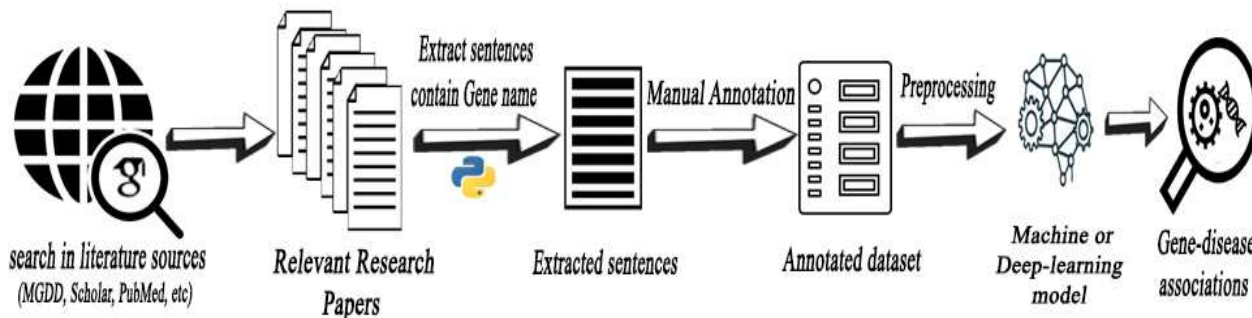 search in literature sources
(MGDD, Scholar, PubMed, etc)
g
Relevant Research
Papers
Extract sentences
contain Gene name
Extracted sentences
Manual Annotation
Annotated dataset
Preprocessing
Machine or
Deep-learning
model
Gene-disease
associations